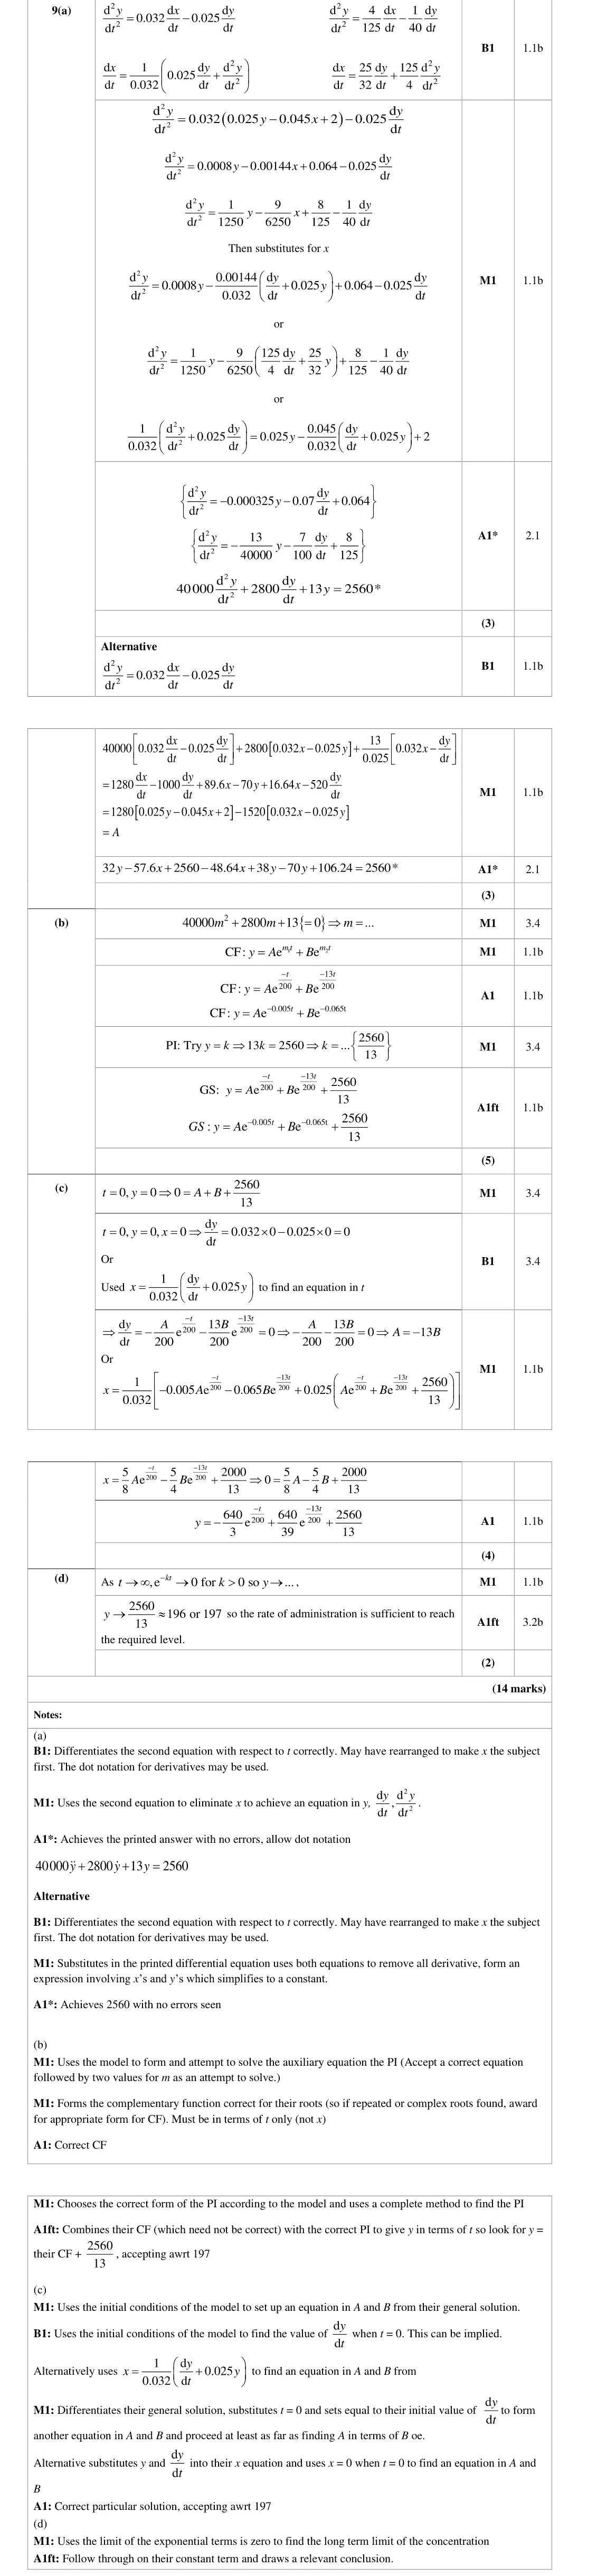 9(a)
d²y/dt² = 0.032 dx/dt − 0.025 dy/dt    d²y/dt² = 4/125 dx/dt − 1/40 dy/dt
dx/dt = 1/0.032 (0.025 dy/dt + d²y/dt²)    dx/dt = 25/32 dy/dt + 125/4 d²y/dt²
B1 1.1b
d²y/dt² = 0.032(0.025y − 0.045x + 2) − 0.025 dy/dt
d²y/dt² = 0.0008y − 0.00144x + 0.064 − 0.025 dy/dt
d²y/dt² = 1/1250 y − 9/6250 x + 8/125 − 1/40 dy/dt
Then substitutes for x
d²y/dt² = 0.0008y − 0.00144/0.032 (dy/dt + 0.025y) + 0.064 − 0.025 dy/dt
M1 1.1b
or
d²y/dt² = 1/1250 y − 9/6250 (125/4 dy/dt + 25/32 y) + 8/125 − 1/40 dy/dt
or
1/0.032 (d²y/dt² + 0.025 dy/dt) = 0.025y − 0.045/0.032 (dy/dt + 0.025y) + 2
{d²y/dt² = −0.000325y − 0.07 dy/dt + 0.064}
{d²y/dt² = −13/40000 y − 7/100 dy/dt + 8/125}
40000 d²y/dt² + 2800 dy/dt + 13y = 2560*
A1* 2.1
(3)
Alternative
d²y/dt² = 0.032 dx/dt − 0.025 dy/dt
B1 1.1b
40000[0.032 dx/dt − 0.025 dy/dt] + 2800[0.032x − 0.025y] + 13/0.025 [0.032x − dy/dt]
= 1280 dx/dt − 1000 dy/dt + 89.6x − 70y + 16.64x − 520 dy/dt
= 1280[0.025y − 0.045x + 2] − 1520[0.032x − 0.025y]
= A
M1 1.1b
32y − 57.6x + 2560 − 48.64x + 38y − 70y + 106.24 = 2560*
A1* 2.1
(3)
(b) 40000m² + 2800m + 13{= 0} ⇒ m = ... M1 3.4
CF: y = Ae^(m₁t) + Be^(m₂t) M1 1.1b
CF: y = Ae^(−t/200) + Be^(−13t/200)
CF: y = Ae^(−0.005t) + Be^(−0.065t)
A1 1.1b
PI: Try y = k ⇒ 13k = 2560 ⇒ k = ...{2560/13} M1 3.4
GS: y = Ae^(−t/200) + Be^(−13t/200) + 2560/13
GS: y = Ae^(−0.005t) + Be^(−0.065t) + 2560/13
A1ft 1.1b
(5)
(c) t = 0, y = 0 ⇒ 0 = A + B + 2560/13 M1 3.4
t = 0, y = 0, x = 0 ⇒ dy/dt = 0.032×0 − 0.025×0 = 0
Or
Used x = 1/0.032 (dy/dt + 0.025y) to find an equation in t
B1 3.4
⇒ dy/dt = −A/200 e^(−t/200) − 13B/200 e^(−13t/200) = 0 ⇒ −A/200 − 13B/200 = 0 ⇒ A = −13B
Or
x = 1/0.032 [−0.005Ae^(−t/200) − 0.065Be^(−13t/200) + 0.025(Ae^(−t/200) + Be^(−13t/200) + 2560/13)]
M1 1.1b
x = 5/8 Ae^(−t/200) − 5/4 Be^(−13t/200) + 2000/13 ⇒ 0 = 5/8 A − 5/4 B + 2000/13
y = −640/3 e^(−t/200) + 640/39 e^(−13t/200) + 2560/13 A1 1.1b
(4)
(d) As t → ∞, e^(−kt) → 0 for k > 0 so y → ..., M1 1.1b
y → 2560/13 ≈ 196 or 197 so the rate of administration is sufficient to reach
the required level.
A1ft 3.2b
(2)
(14 marks)
Notes:
(a)
B1: Differentiates the second equation with respect to t correctly. May have rearranged to make x the subject
first. The dot notation for derivatives may be used.
M1: Uses the second equation to eliminate x to achieve an equation in y, dy/dt, d²y/dt².
A1*: Achieves the printed answer with no errors, allow dot notation
40000ÿ + 2800ẏ + 13y = 2560
Alternative
B1: Differentiates the second equation with respect to t correctly. May have rearranged to make x the subject
first. The dot notation for derivatives may be used.
M1: Substitutes in the printed differential equation uses both equations to remove all derivative, form an
expression involving x's and y's which simplifies to a constant.
A1*: Achieves 2560 with no errors seen
(b)
M1: Uses the model to form and attempt to solve the auxiliary equation the PI (Accept a correct equation
followed by two values for m as an attempt to solve.)
M1: Forms the complementary function correct for their roots (so if repeated or complex roots found, award
for appropriate form for CF). Must be in terms of t only (not x)
A1: Correct CF
M1: Chooses the correct form of the PI according to the model and uses a complete method to find the PI
A1ft: Combines their CF (which need not be correct) with the correct PI to give y in terms of t so look for y =
their CF + 2560/13, accepting awrt 197
(c)
M1: Uses the initial conditions of the model to set up an equation in A and B from their general solution.
B1: Uses the initial conditions of the model to find the value of dy/dt when t = 0. This can be implied.
Alternatively uses x = 1/0.032 (dy/dt + 0.025y) to find an equation in A and B from
M1: Differentiates their general solution, substitutes t = 0 and sets equal to their initial value of dy/dt to form
another equation in A and B and proceed at least as far as finding A in terms of B oe.
Alternative substitutes y and dy/dt into their x equation and uses x = 0 when t = 0 to find an equation in A and
B
A1: Correct particular solution, accepting awrt 197
(d)
M1: Uses the limit of the exponential terms is zero to find the long term limit of the concentration
A1ft: Follow through on their constant term and draws a relevant conclusion.